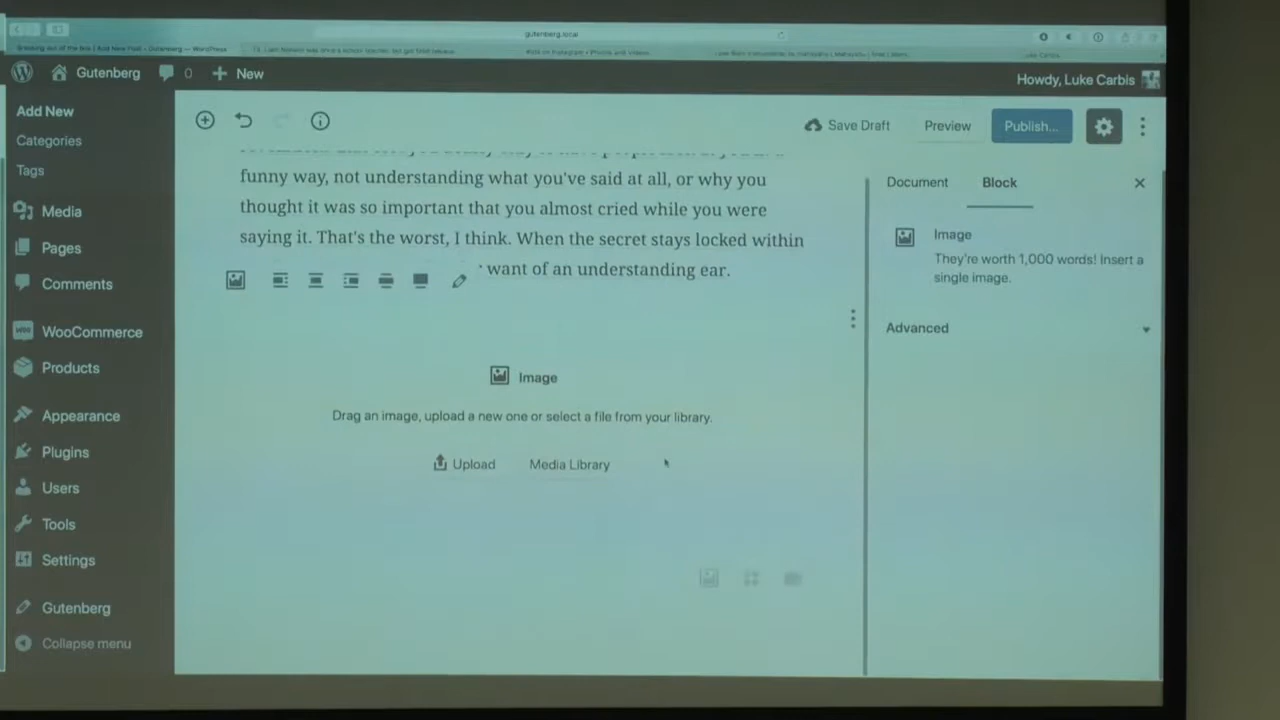 gutenberg.local
Gutenberg
0
New
Howdy, Luke Carbis
Add New
Categories
Tags
Media
Pages
Comments
WooCommerce
Products
Appearance
Plugins
Users
Tools
Settings
Gutenberg
Collapse menu
Save Draft
Preview
Publish...
funny way, not understanding what you've said at all, or why you
thought it was so important that you almost cried while you were
saying it. That's the worst, I think. When the secret stays locked within
want of an understanding ear.
Image
Drag an image, upload a new one or select a file from your library.
Upload
Media Library
Document
Block
Image
They're worth 1,000 words! Insert a
single image.
Advanced